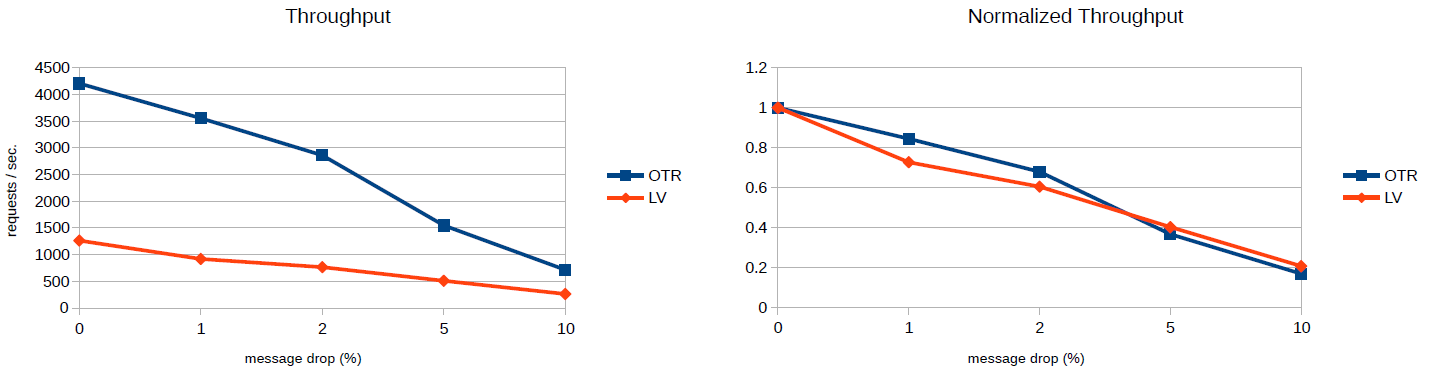 Throughput
4500
4000
3500
3000
2500
2000
1500
1000
500
0
requests / sec.
0 1 2 5 10
message drop (%)
OTR
LV
Normalized Throughput
1.2
1
0.8
0.6
0.4
0.2
0
0 1 2 5 10
message drop (%)
OTR
LV